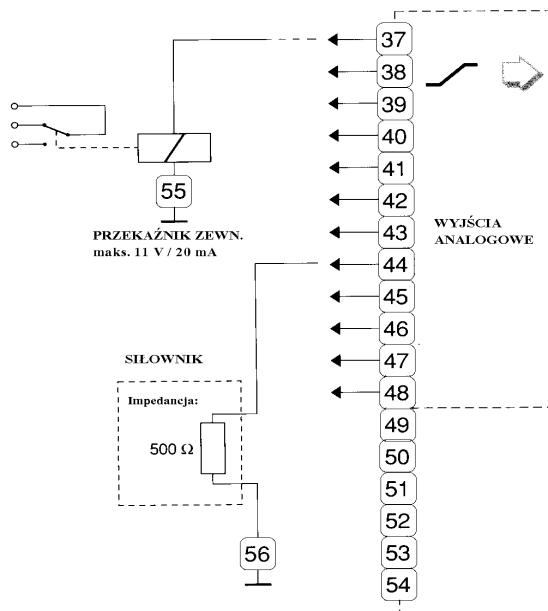 37
38
39
40
41
42
43
44
45
46
47
48
49
50
51
52
53
54
WYJŚCIA
ANALOGOWE
55
PRZEKAŹNIK ZEWN.
maks. 11 V / 20 mA
SIŁOWNIK
Impedancja:
500 Ω
56